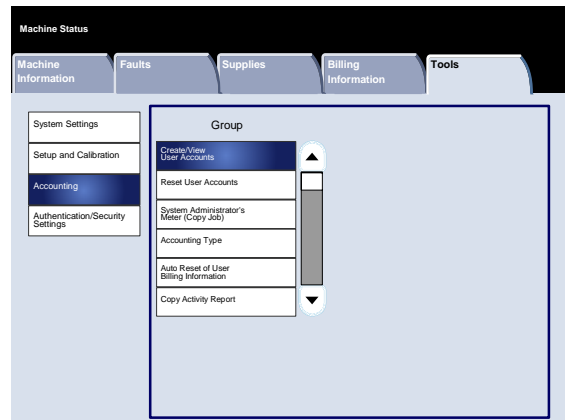 Machine Status
Machine
Information
Faults
Supplies
Billing
Information
Tools
System Settings
Setup and Calibration
Accounting
Authentication/Security
Settings
Group
Create/View
User Accounts
Reset User Accounts
System Administrator's
Meter (Copy Job)
Accounting Type
Auto Reset of User
Billing Information
Copy Activity Report